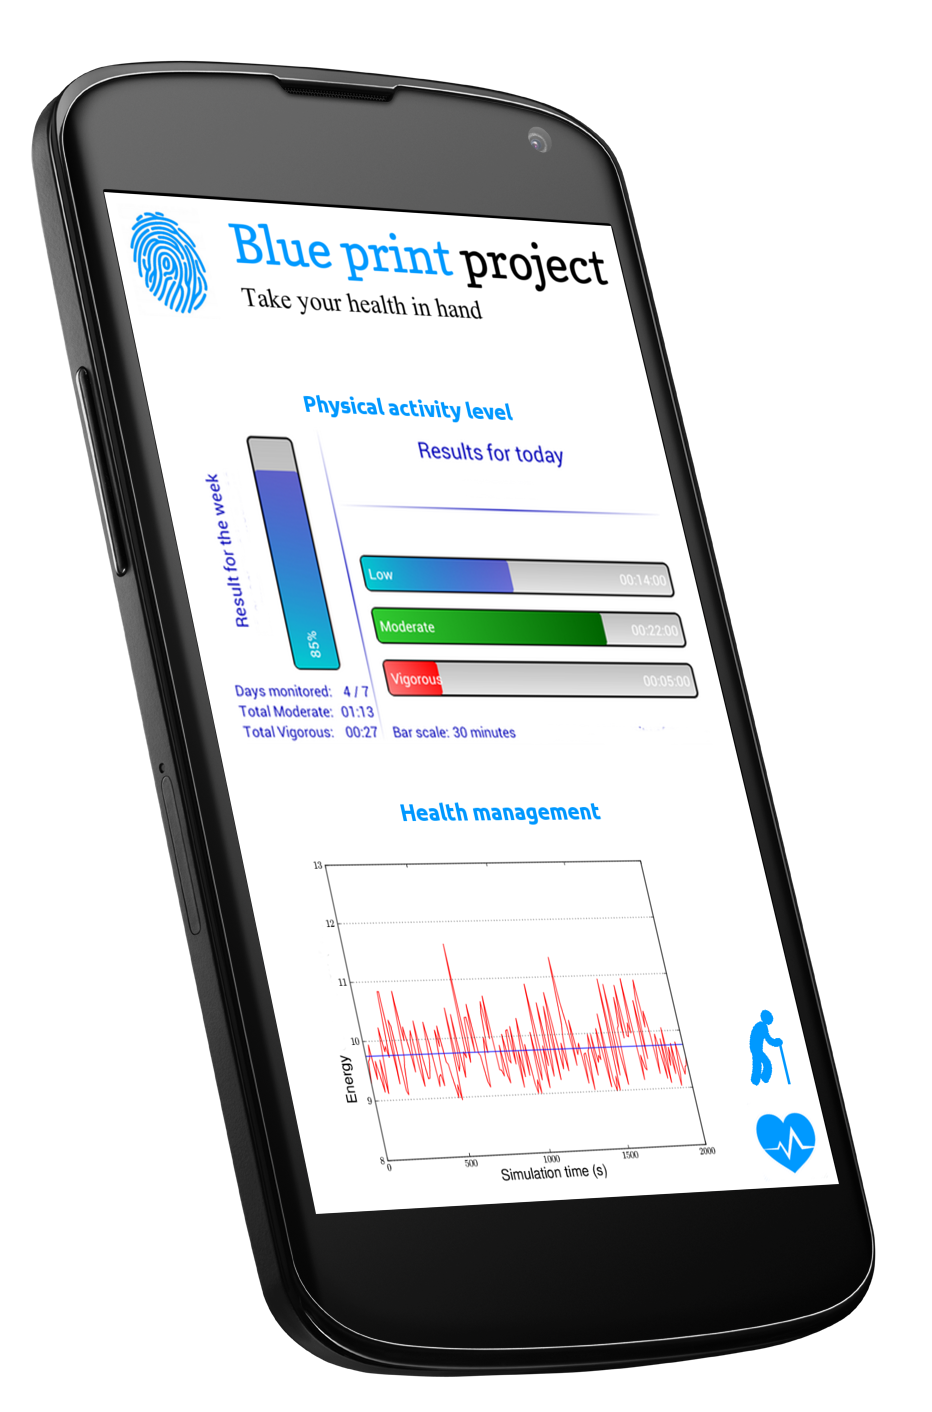 Blue print project
Take your health in hand
Physical activity level
Results for today
Result for the week
85%
Low 00:14:00
Moderate 00:22:00
Vigorous 00:05:00
Days monitored: 4 / 7
Total Moderate: 01:13
Total Vigorous: 00:27
Bar scale: 30 minutes
Health management
13
12
11
10
9
8
Energy
0 500 1000 1500 2000
Simulation time (s)